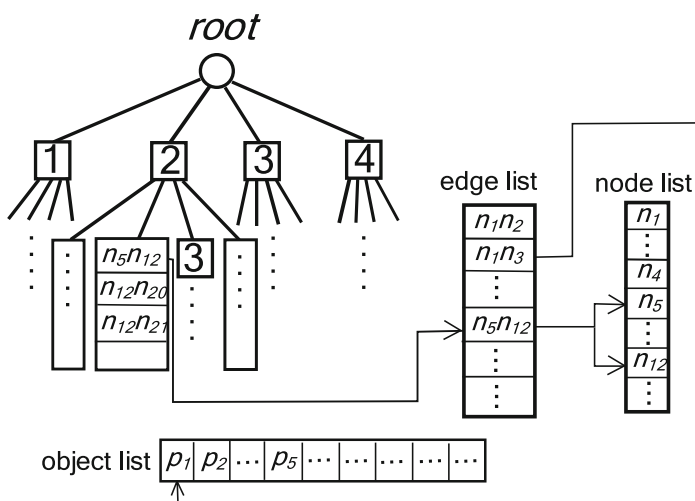 root
1 2 3 4
edge list
node list
n₁n₂
n₁n₃
⋮
n₅n₁₂
⋮
⋮
n₁
⋮
n₄
n₅
⋮
n₁₂
⋮
n₅n₁₂
n₁₂n₂₀
n₁₂n₂₁
3
object list p₁ p₂ ... p₅ ... ... ... ... ...